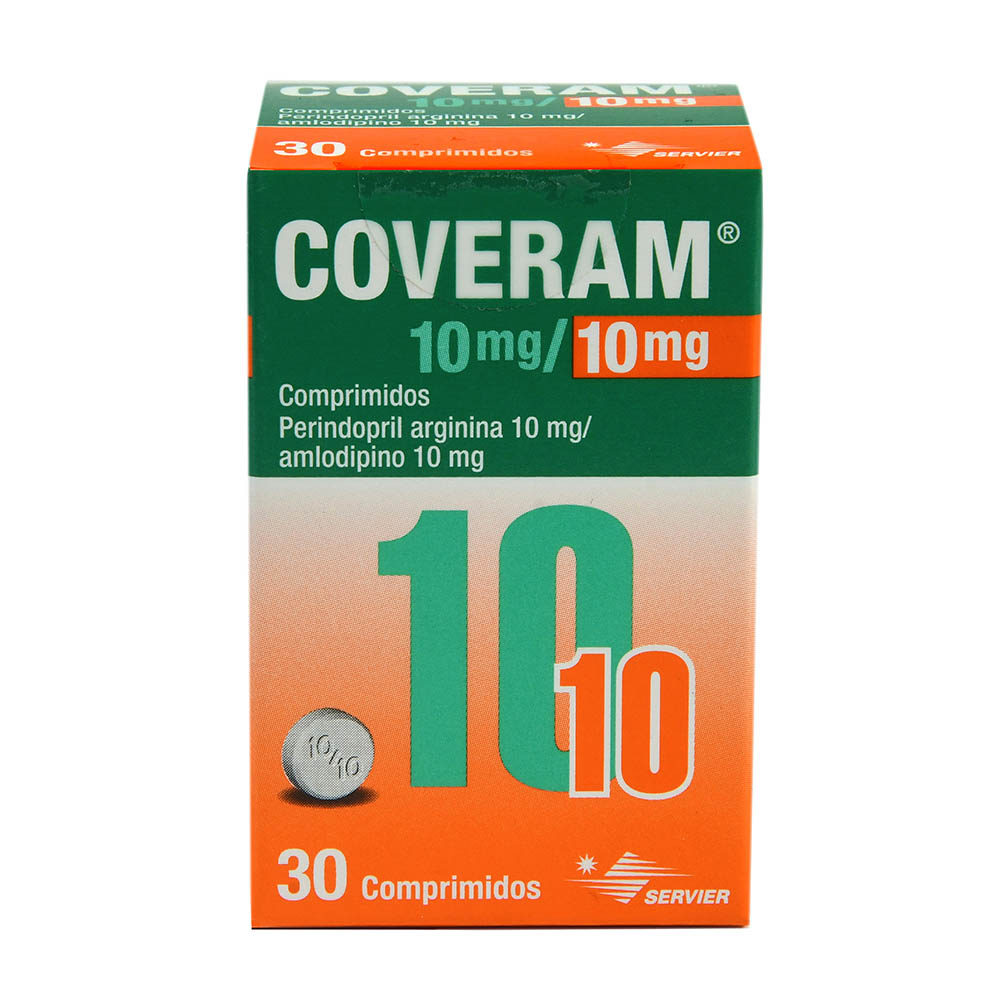 COVERAM
10 mg/ 10 mg
Comprimidos
Perindopril arginina 10 mg/
amlodipino 10 mg
30 Comprimidos
SERVIER
COVERAM®
10 mg/ 10 mg
Comprimidos
Perindopril arginina 10 mg/
amlodipino 10 mg
10
10
10/10
30 Comprimidos
SERVIER